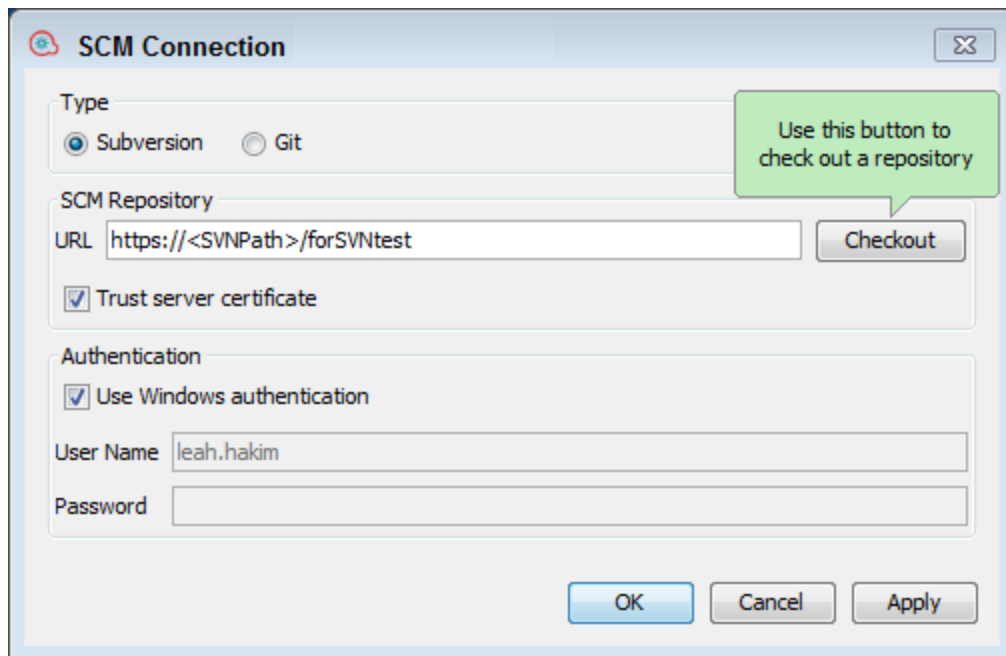 SCM Connection
Type
Subversion Git
Use this button to
check out a repository
SCM Repository
URL https://<SVNPath>/forSVNtest Checkout
Trust server certificate
Authentication
Use Windows authentication
User Name leah.hakim
Password
OK Cancel Apply